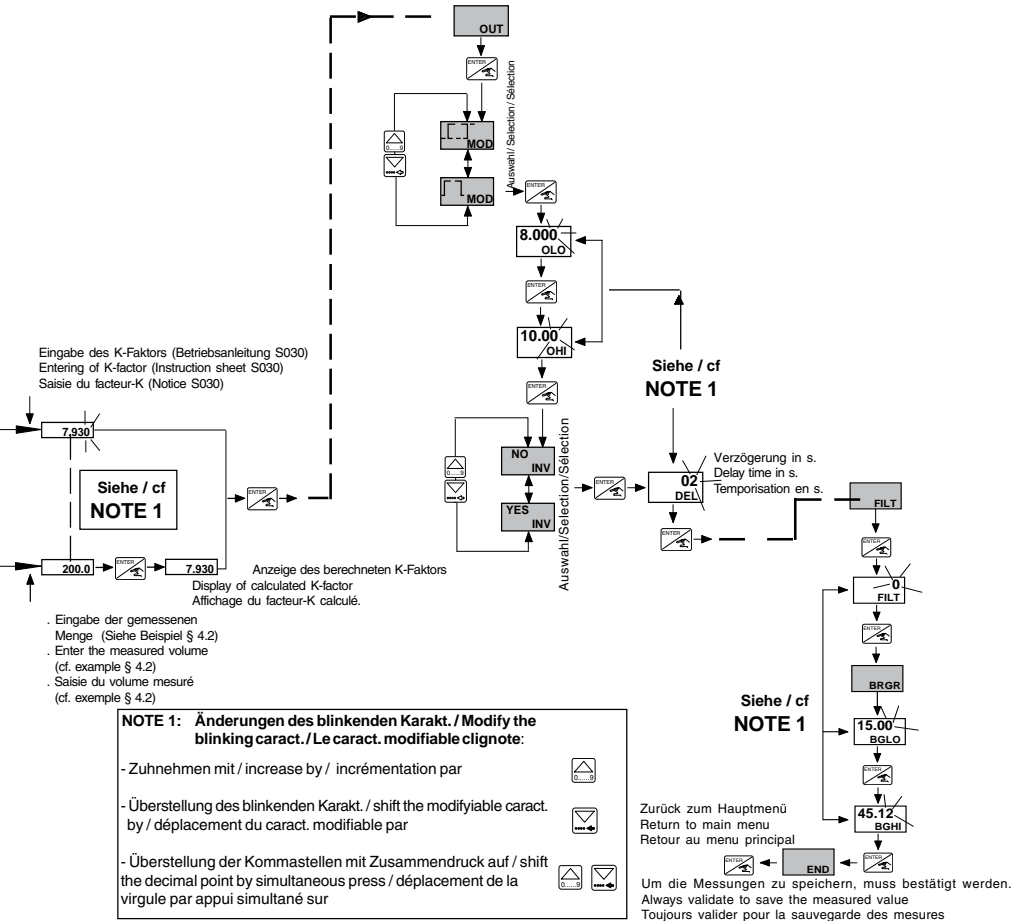 OUT
ENTER
0.....9
MOD
MOD
Auswahl/ Selection / Sélection
ENTER
8.000
OLO
ENTER
10.00
OHI
ENTER
Siehe / cf
NOTE 1
Eingabe des K-Faktors (Betriebsanleitung S030)
Entering of K-factor (Instruction sheet S030)
Saisie du facteur-K (Notice S030)
7,930
Siehe / cf
NOTE 1
ENTER
200.0
ENTER
7.930
Anzeige des berechneten K-Faktors
Display of calculated K-factor
Affichage du facteur-K calculé.
. Eingabe der gemessenen
Menge (Siehe Beispiel § 4.2)
. Enter the measured volume
(cf. example § 4.2)
. Saisie du volume mesuré
(cf. exemple § 4.2)
0.....9
NO
INV
YES
INV
Auswahl/Selection/Sélection
ENTER
02
DEL
Verzögerung in s.
Delay time in s.
Temporisation en s.
ENTER
FILT
ENTER
0
FILT
ENTER
BRGR
Siehe / cf
NOTE 1
15.00
BGLO
ENTER
45.12
BGHI
Zurück zum Hauptmenü
Return to main menu
Retour au menu principal
ENTER
END
ENTER
Um die Messungen zu speichern, muss bestätigt werden.
Always validate to save the measured value
Toujours valider pour la sauvegarde des mesures
NOTE 1: Änderungen des blinkenden Karakt. / Modify the
blinking caract. / Le caract. modifiable clignote:
- Zuhnehmen mit / increase by / incrémentation par
0.....9
- Überstellung des blinkenden Karakt. / shift the modifyiable caract.
by / déplacement du caract. modifiable par
- Überstellung der Kommastellen mit Zusammendruck auf / shift
the decimal point by simultaneous press / déplacement de la
virgule par appui simultané sur
0.....9